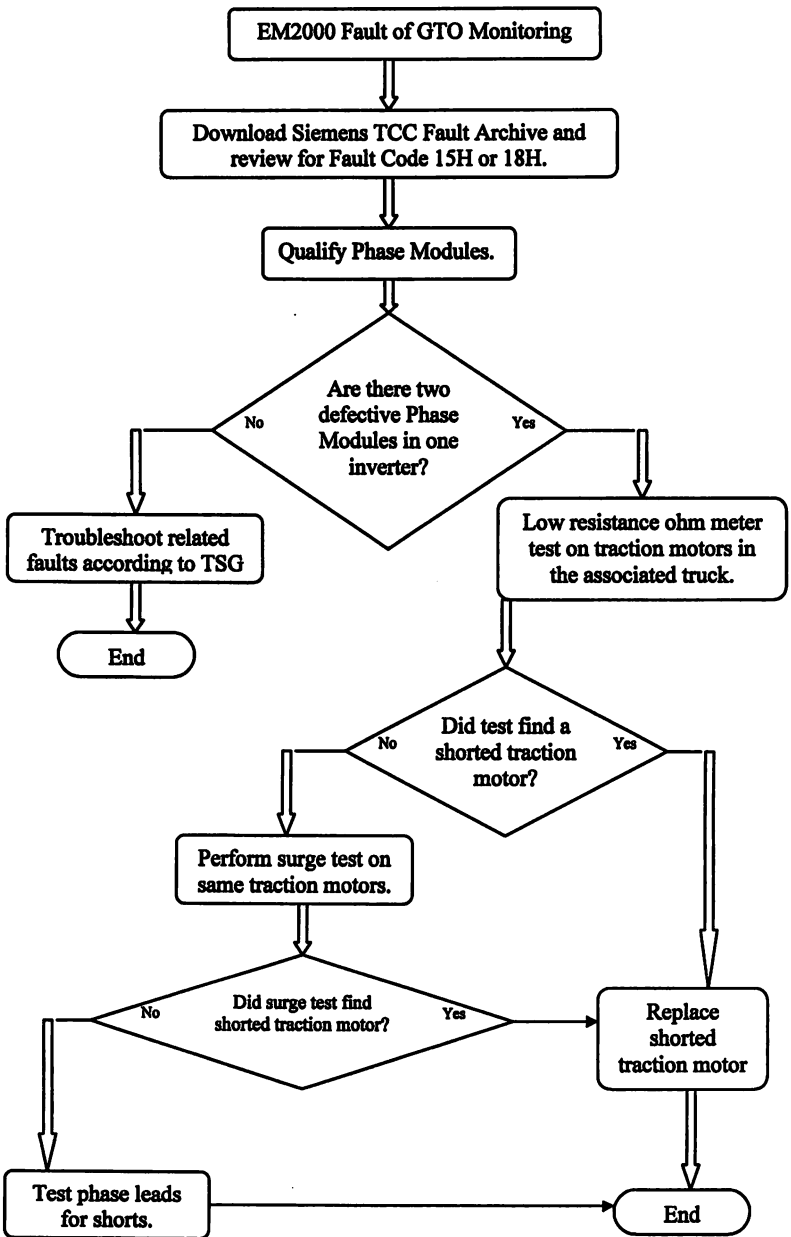 EM2000 Fault of GTO Monitoring
Download Siemens TCC Fault Archive and
review for Fault Code 15H or 18H.
Qualify Phase Modules.
Are there two
defective Phase
Modules in one
inverter?
No
Yes
Troubleshoot related
faults according to TSG
End
Low resistance ohm meter
test on traction motors in
the associated truck.
Did test find a
shorted traction
motor?
No
Yes
Perform surge test on
same traction motors.
Did surge test find
shorted traction motor?
No
Yes
Replace
shorted
traction motor
Test phase leads
for shorts.
End